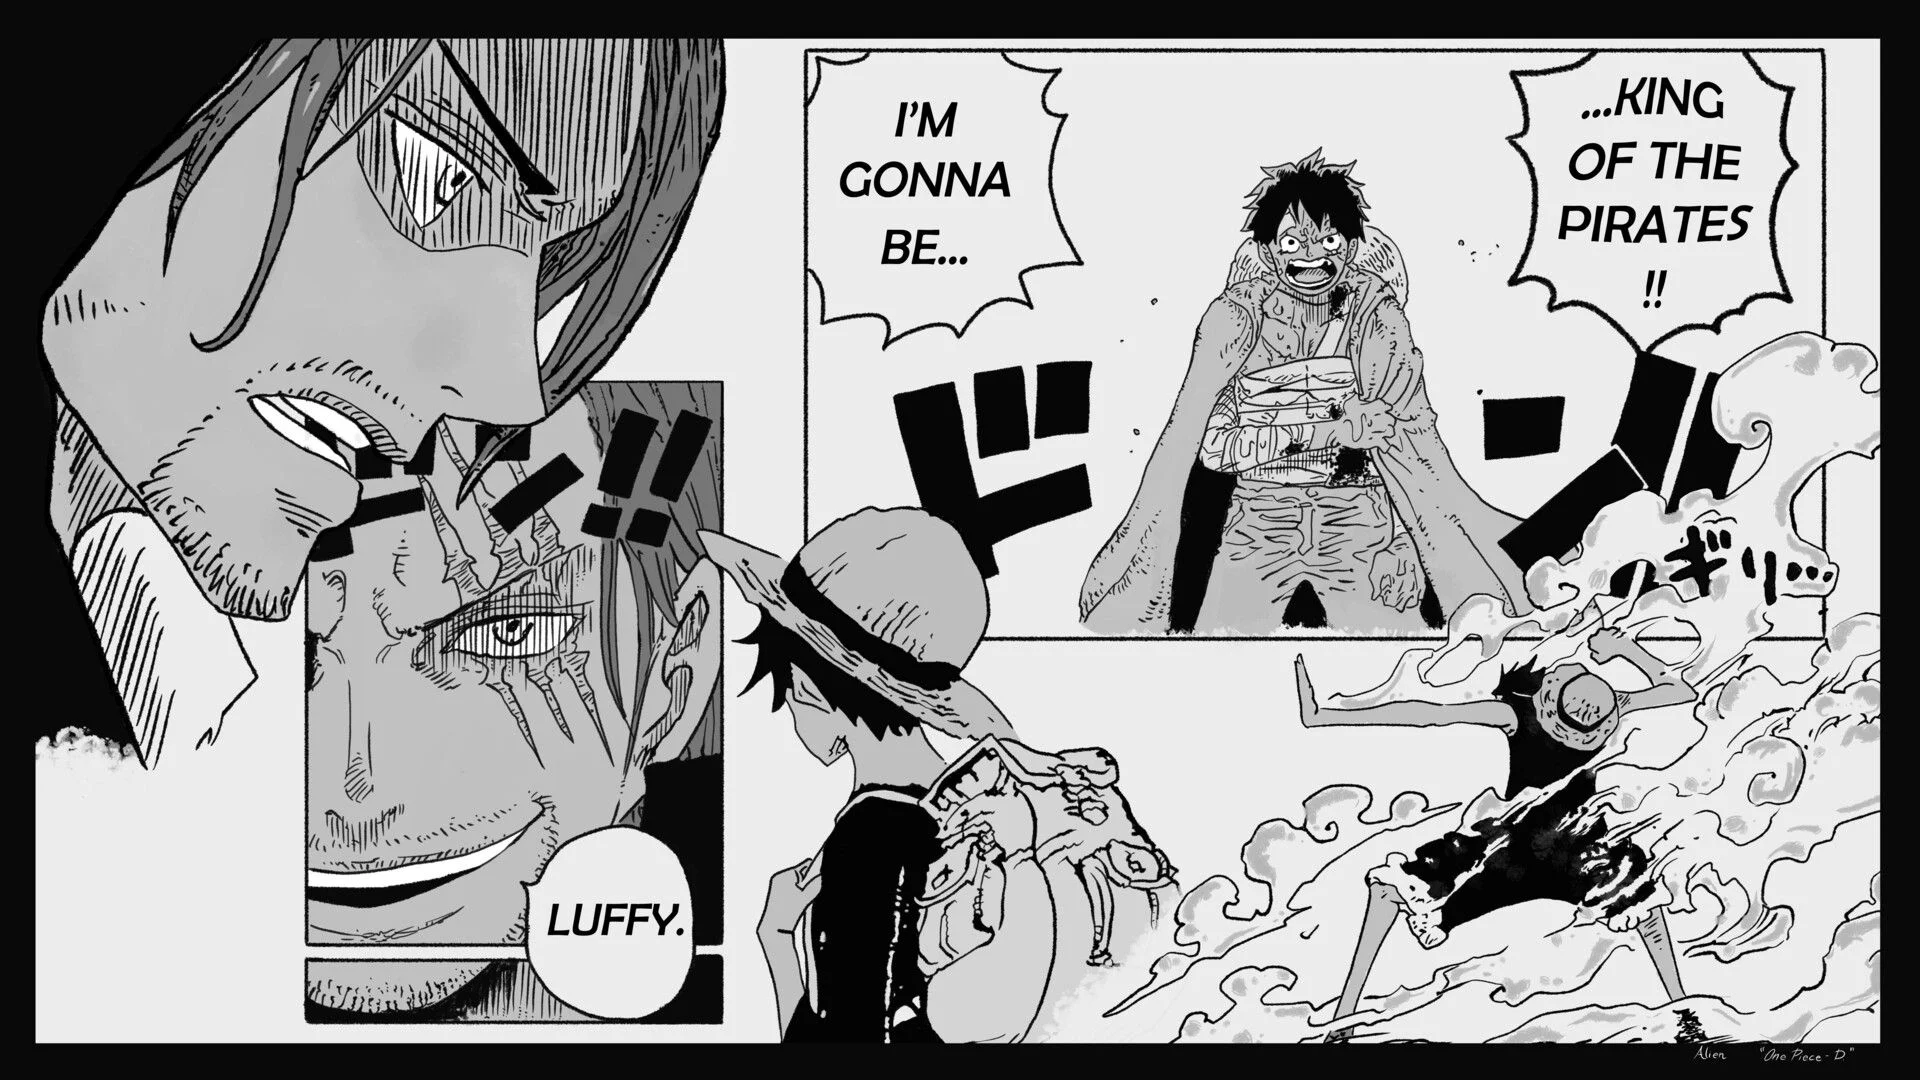 I'M
GONNA
BE...
...KING
OF THE
PIRATES
!!
ドン
ギリ...
!!
LUFFY.
Alien "One Piece - D."